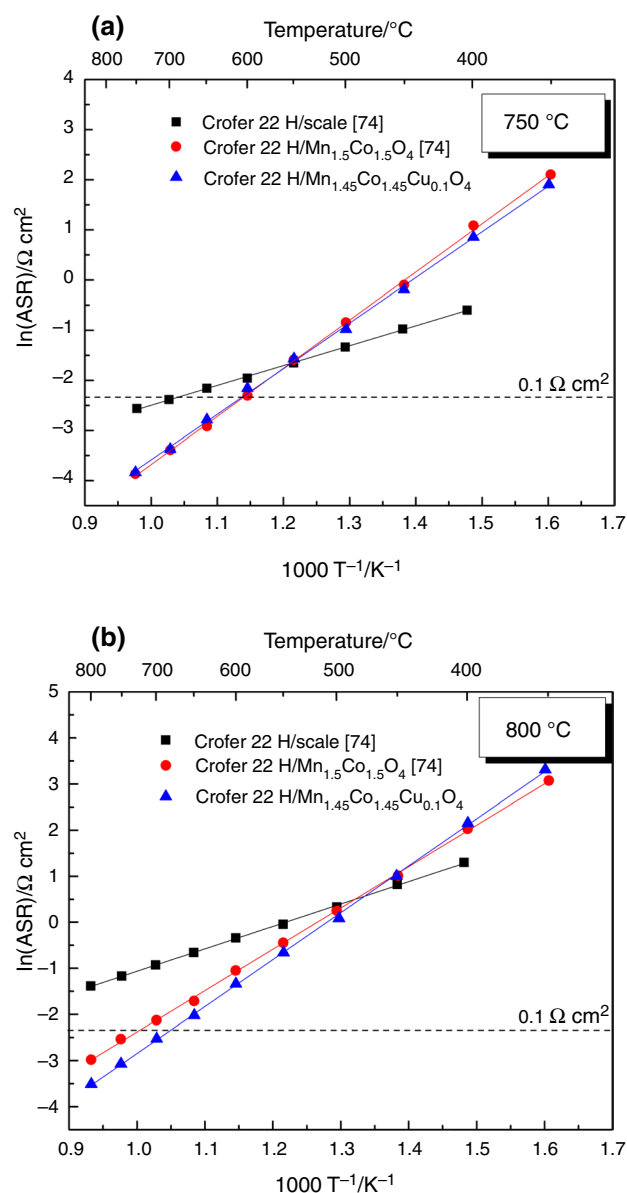 (a)
Temperature/°C
800 700 600 500 400
4
3
2
1
0
–1
–2
–3
–4
ln(ASR)/Ω cm²
Crofer 22 H/scale [74]
Crofer 22 H/Mn₁.₅Co₁.₅O₄ [74]
Crofer 22 H/Mn₁.₄₅Co₁.₄₅Cu₀.₁O₄
750 °C
0.1 Ω cm²
0.9 1.0 1.1 1.2 1.3 1.4 1.5 1.6 1.7
1000 T⁻¹/K⁻¹
(b)
Temperature/°C
800 700 600 500 400
5
4
3
2
1
0
–1
–2
–3
–4
ln(ASR)/Ω cm²
Crofer 22 H/scale [74]
Crofer 22 H/Mn₁.₅Co₁.₅O₄ [74]
Crofer 22 H/Mn₁.₄₅Co₁.₄₅Cu₀.₁O₄
800 °C
0.1 Ω cm²
0.9 1.0 1.1 1.2 1.3 1.4 1.5 1.6 1.7
1000 T⁻¹/K⁻¹